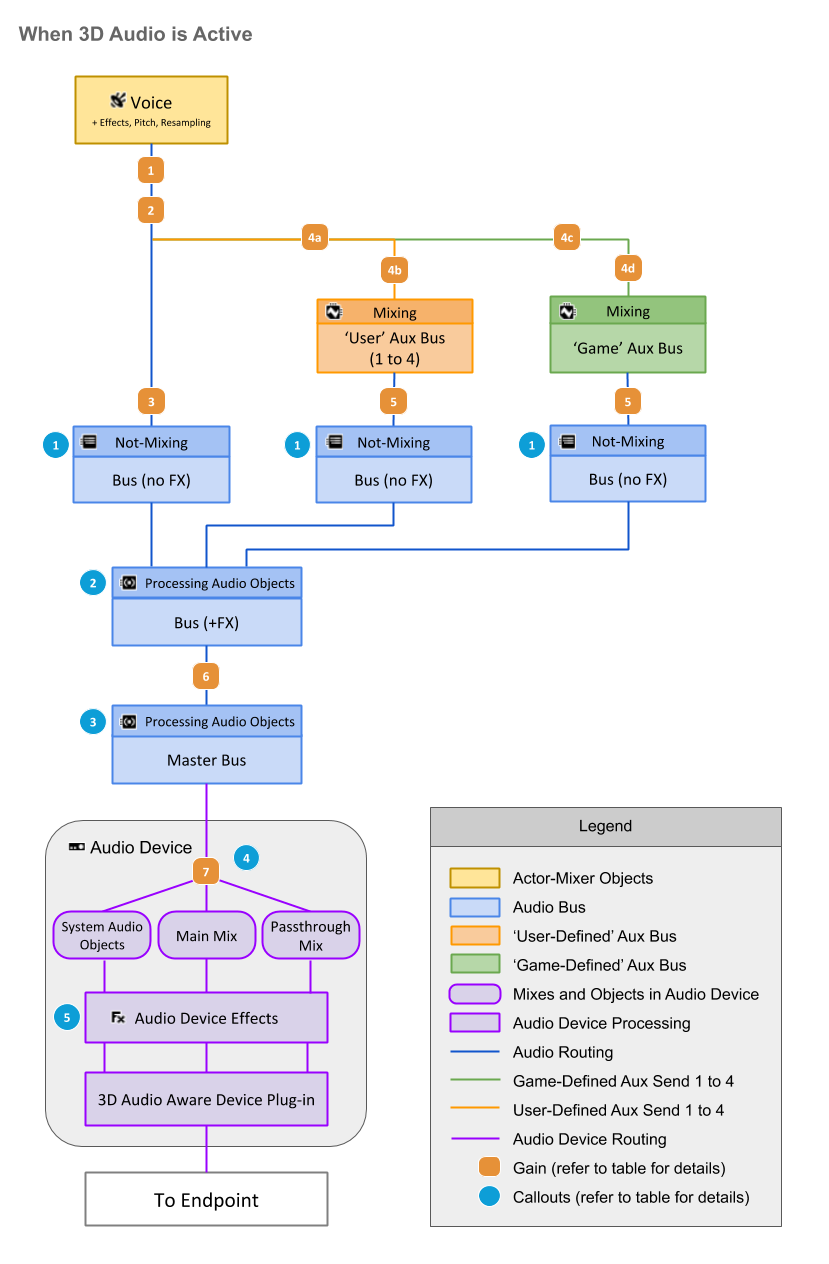 When 3D Audio is Active
Voice
+ Effects, Pitch, Resampling
1
2
4a
4c
4b
4d
Mixing
‘User’ Aux Bus
(1 to 4)
Mixing
‘Game’ Aux Bus
3
5
5
1
Not-Mixing
Bus (no FX)
1
Not-Mixing
Bus (no FX)
1
Not-Mixing
Bus (no FX)
2
Processing Audio Objects
Bus (+FX)
6
3
Processing Audio Objects
Master Bus
Audio Device
4
7
System Audio
Objects
Main Mix
Passthrough
Mix
5
Fx
Audio Device Effects
3D Audio Aware Device Plug-in
To Endpoint
Legend
Actor-Mixer Objects
Audio Bus
‘User-Defined’ Aux Bus
‘Game-Defined’ Aux Bus
Mixes and Objects in Audio Device
Audio Device Processing
Audio Routing
Game-Defined Aux Send 1 to 4
User-Defined Aux Send 1 to 4
Audio Device Routing
Gain (refer to table for details)
Callouts (refer to table for details)